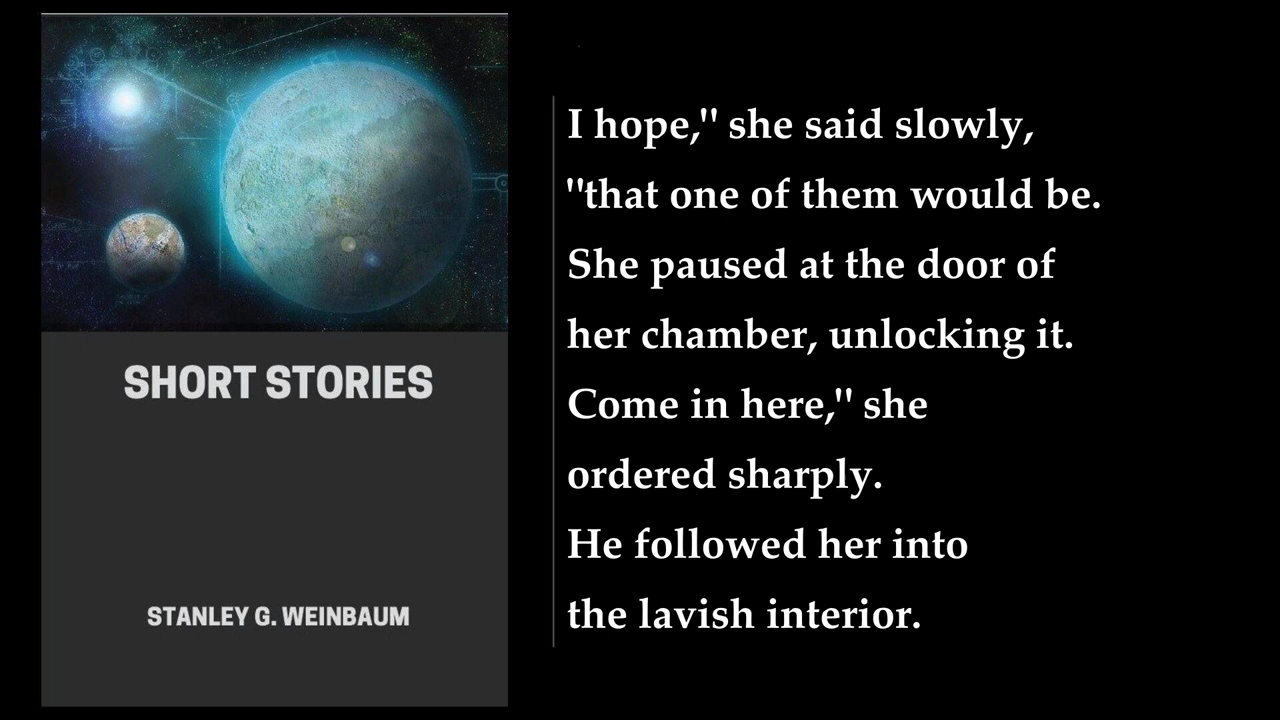 SHORT STORIES
STANLEY G. WEINBAUM
I hope," she said slowly,
"that one of them would be.
She paused at the door of
her chamber, unlocking it.
Come in here," she
ordered sharply.
He followed her into
the lavish interior.